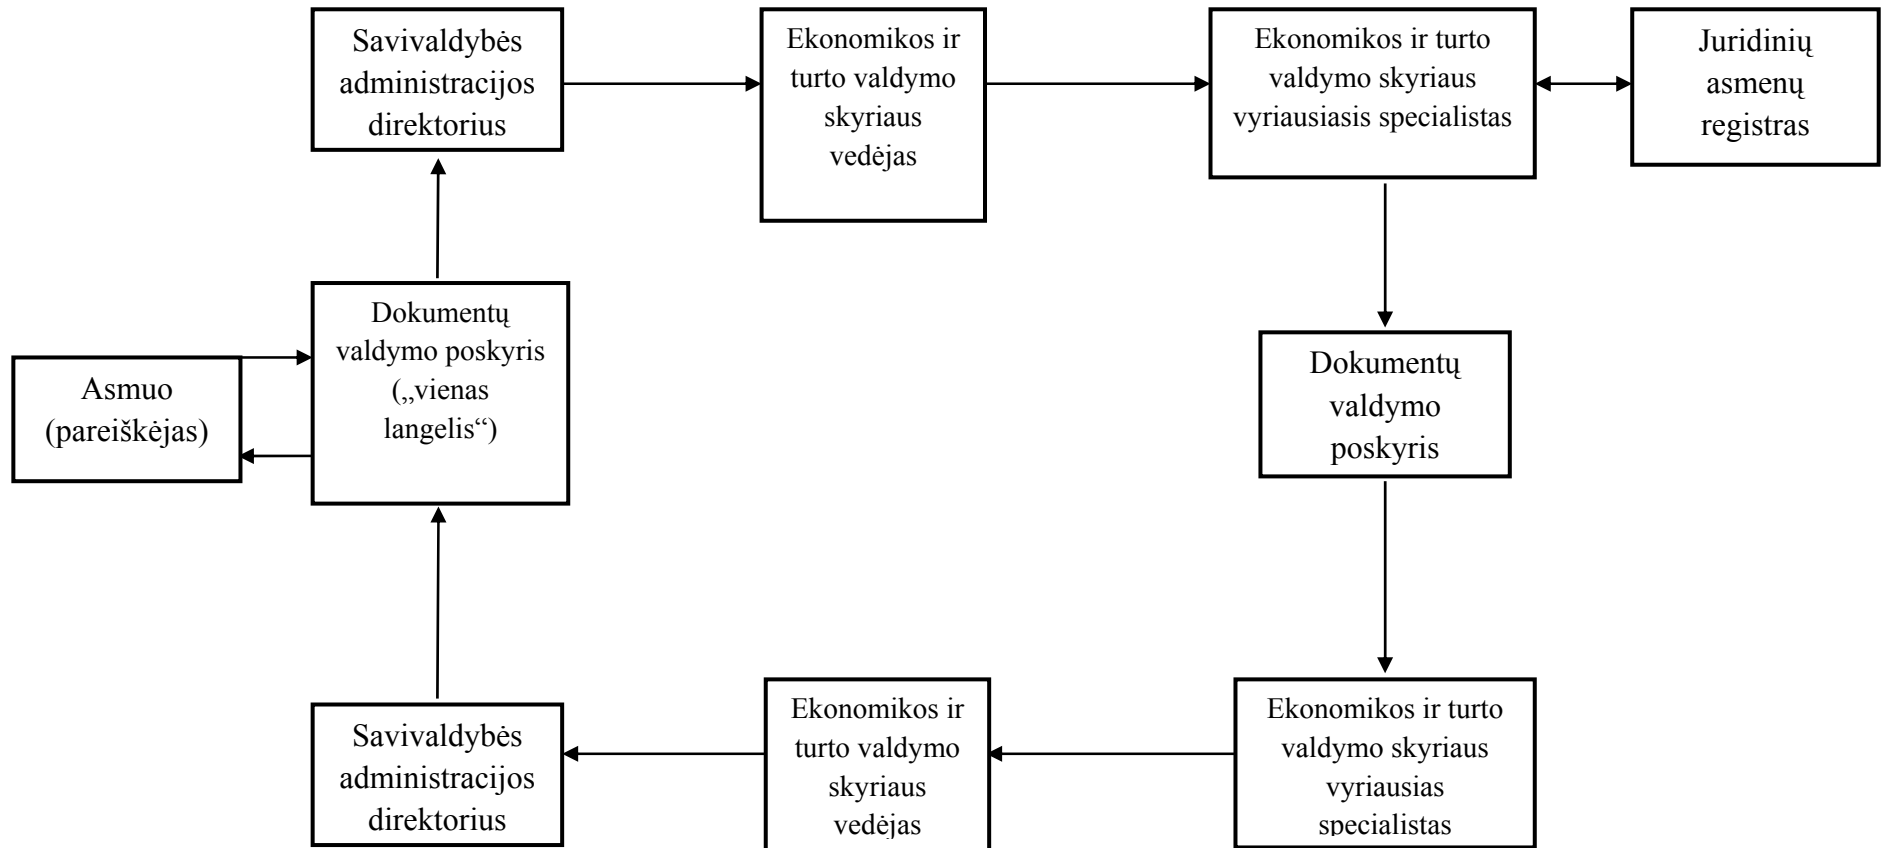 Savivaldybės
administracijos
direktorius
Ekonomikos ir
turto valdymo
skyriaus
vedėjas
Ekonomikos ir turto
valdymo skyriaus
vyriausiasis specialistas
Juridinių
asmenų
registras
Asmuo
(pareiškėjas)
Dokumentų
valdymo poskyris
(„vienas
langelis“)
Dokumentų
valdymo
poskyris
Savivaldybės
administracijos
direktorius
Ekonomikos ir
turto valdymo
skyriaus
vedėjas
Ekonomikos ir turto
valdymo skyriaus
vyriausias
specialistas